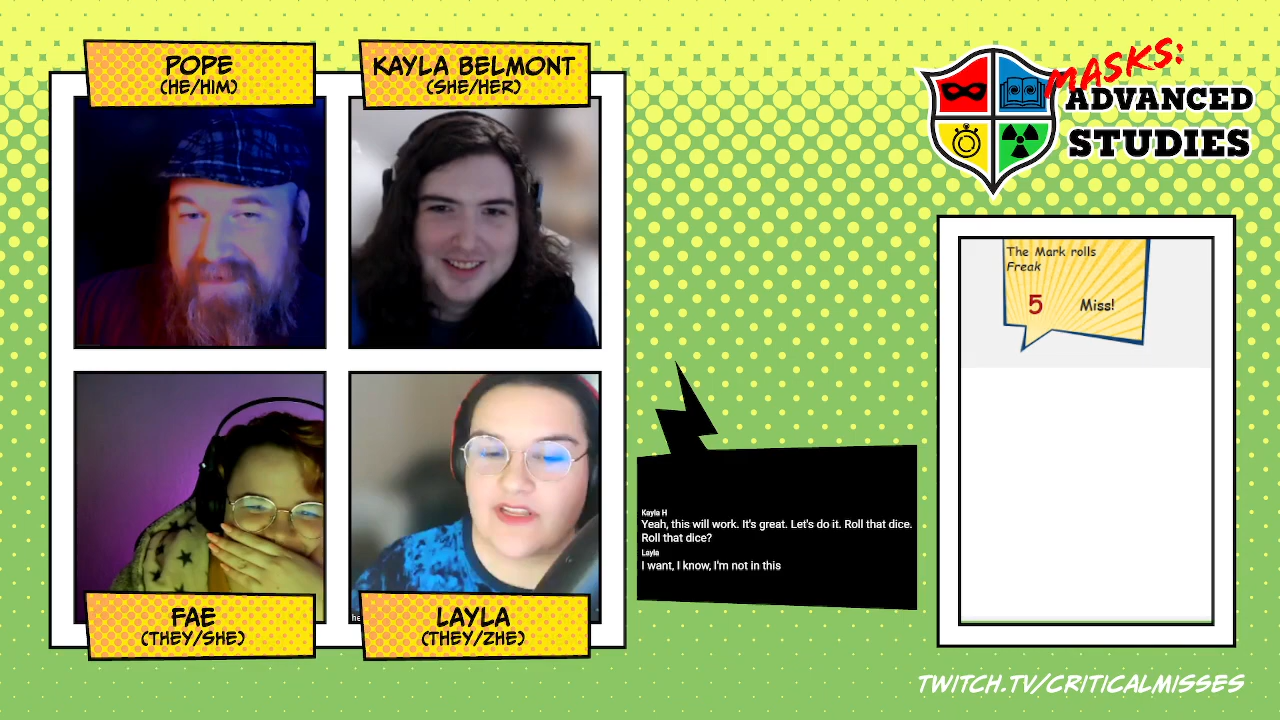 POPE
(HE/HIM)
KAYLA BELMONT
(SHE/HER)
MASKS:
ADVANCED
STUDIES
The Mark rolls
Freak
5 Miss!
Kayla H
Yeah, this will work. It's great. Let's do it. Roll that dice.
Roll that dice?
Layla
I want, I know, I'm not in this
he
FAE
(THEY/SHE)
LAYLA
(THEY/ZHE)
TWITCH.TV/CRITICALMISSES